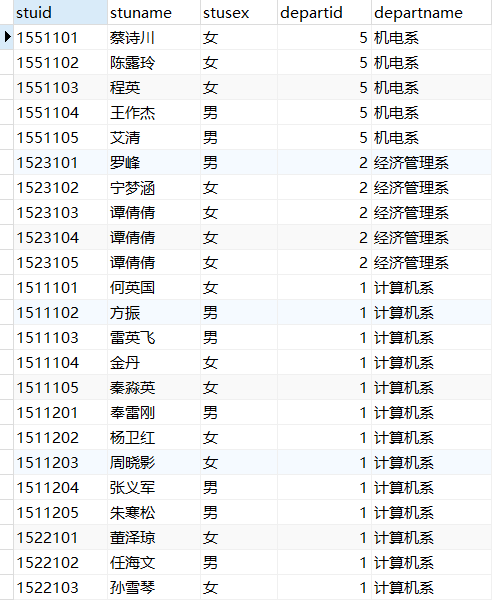 stuid stuname stusex departid departname
1551101 蔡诗川 女 5 机电系
1551102 陈露玲 女 5 机电系
1551103 程英 女 5 机电系
1551104 王作杰 男 5 机电系
1551105 艾清 男 5 机电系
1523101 罗峰 男 2 经济管理系
1523102 宁梦涵 女 2 经济管理系
1523103 谭倩倩 女 2 经济管理系
1523104 谭倩倩 女 2 经济管理系
1523105 谭倩倩 女 2 经济管理系
1511101 何英国 女 1 计算机系
1511102 方振 男 1 计算机系
1511103 雷英飞 男 1 计算机系
1511104 金丹 女 1 计算机系
1511105 秦淼英 女 1 计算机系
1511201 奉雷刚 男 1 计算机系
1511202 杨卫红 女 1 计算机系
1511203 周晓影 女 1 计算机系
1511204 张义军 男 1 计算机系
1511205 朱寒松 男 1 计算机系
1522101 董泽琼 女 1 计算机系
1522102 任海文 男 1 计算机系
1522103 孙雪琴 女 1 计算机系